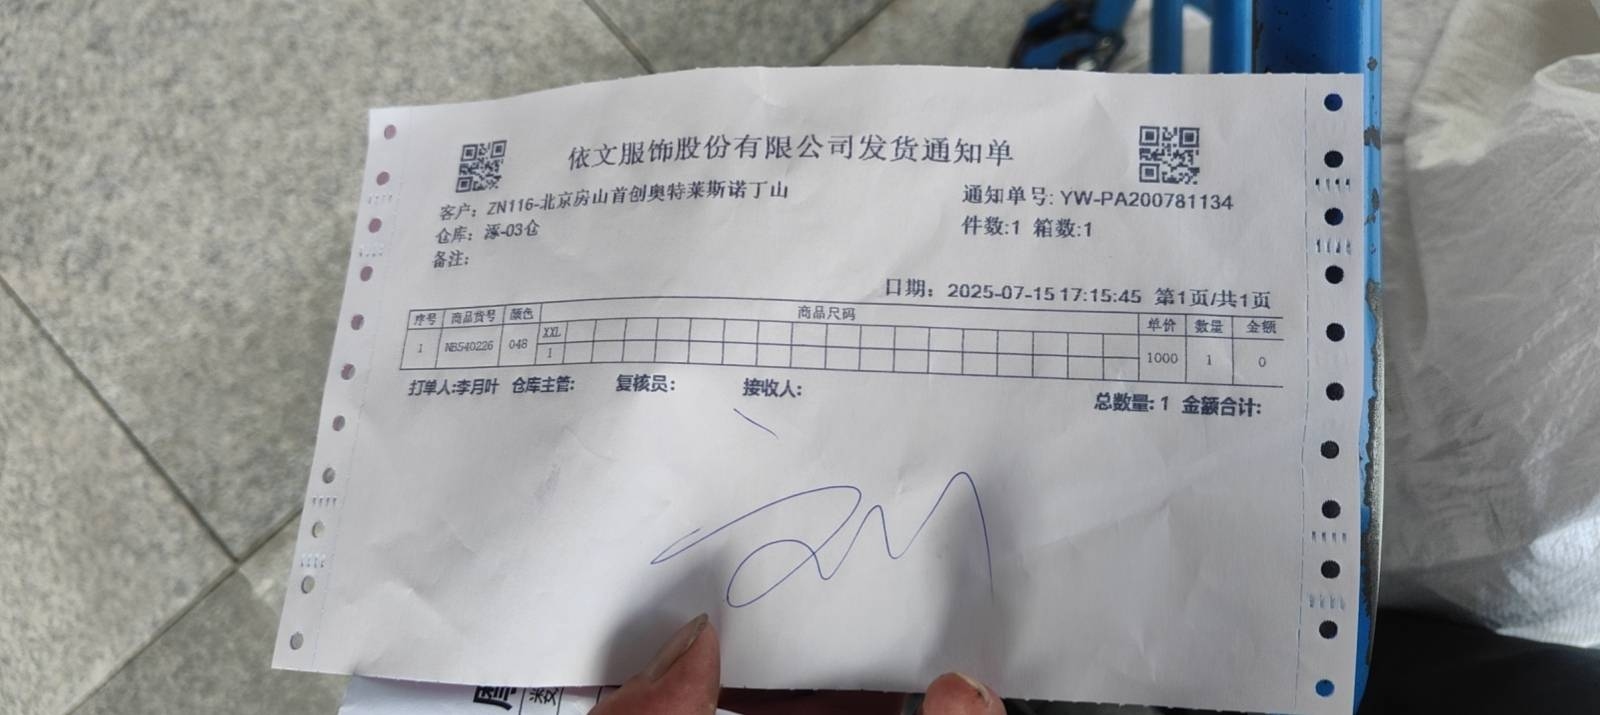 依文服饰股份有限公司发货通知单
客户: ZN116-北京房山首创奥特莱斯诺丁山
通知单号: YW-PA200781134
仓库: 涿-03仓
件数:1 箱数:1
备注:
日期: 2025-07-15 17:15:45 第1页/共1页
序号 商品货号 颜色 商品尺码 单价 数量 金额
XXL
1 NB540226 048 1 1000 1 0
打单人:李月叶 仓库主管: 复核员: 接收人:
总数量: 1 金额合计: